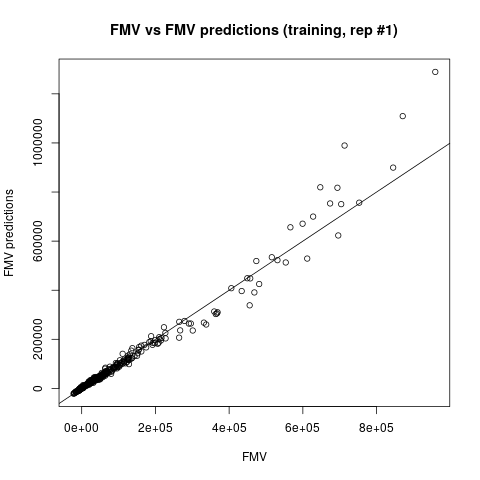 FMV vs FMV predictions (training, rep #1)
FMV predictions
1000000
600000
200000
0
0e+00 2e+05 4e+05 6e+05 8e+05
FMV